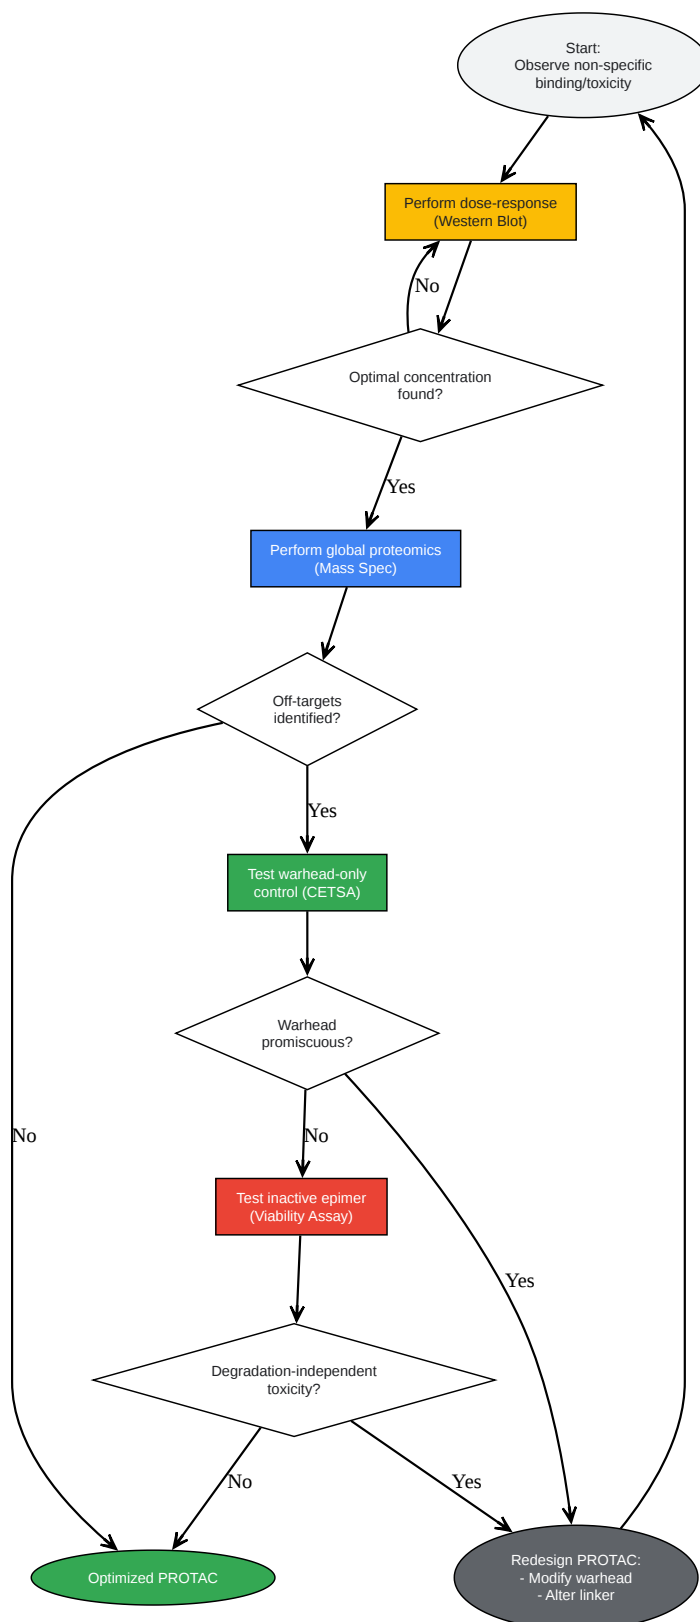 Start:
Observe non-specific
binding/toxicity
Perform dose-response
(Western Blot)
No
Optimal concentration
found?
Yes
Perform global proteomics
(Mass Spec)
Off-targets
identified?
Yes
Test warhead-only
control (CETSA)
Warhead
promiscuous?
No
No
Test inactive epimer
(Viability Assay)
Yes
Degradation-independent
toxicity?
No
Yes
Optimized PROTAC
Redesign PROTAC:
- Modify warhead
- Alter linker